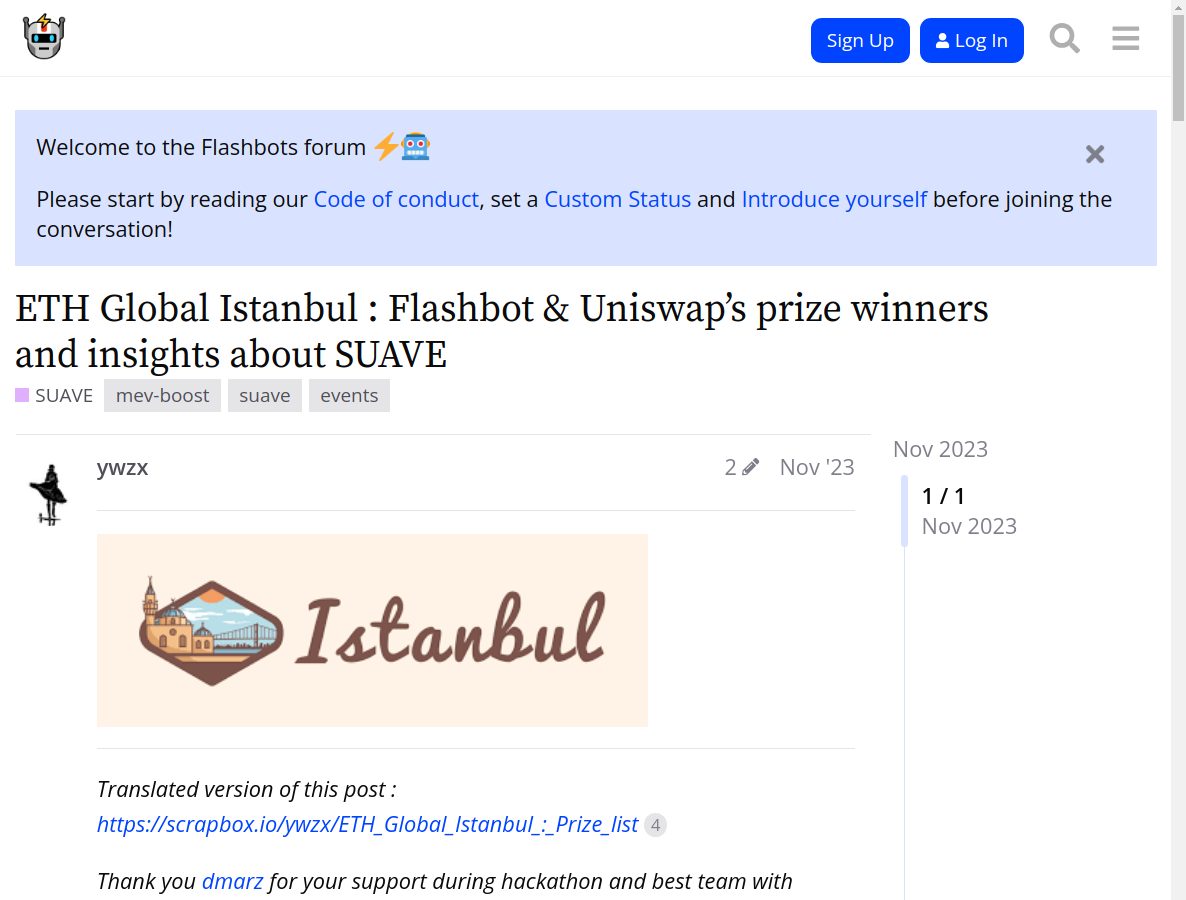 Sign Up
Log In
Welcome to the Flashbots forum
Please start by reading our Code of conduct, set a Custom Status and Introduce yourself before joining the
conversation!
ETH Global Istanbul : Flashbot & Uniswap’s prize winners
and insights about SUAVE
SUAVE mev-boost suave events
ywzx
2 Nov '23
Nov 2023
1 / 1
Nov 2023
Istanbul
Translated version of this post :
https://scrapbox.io/ywzx/ETH_Global_Istanbul_:_Prize_list 4
Thank you dmarz for your support during hackathon and best team with